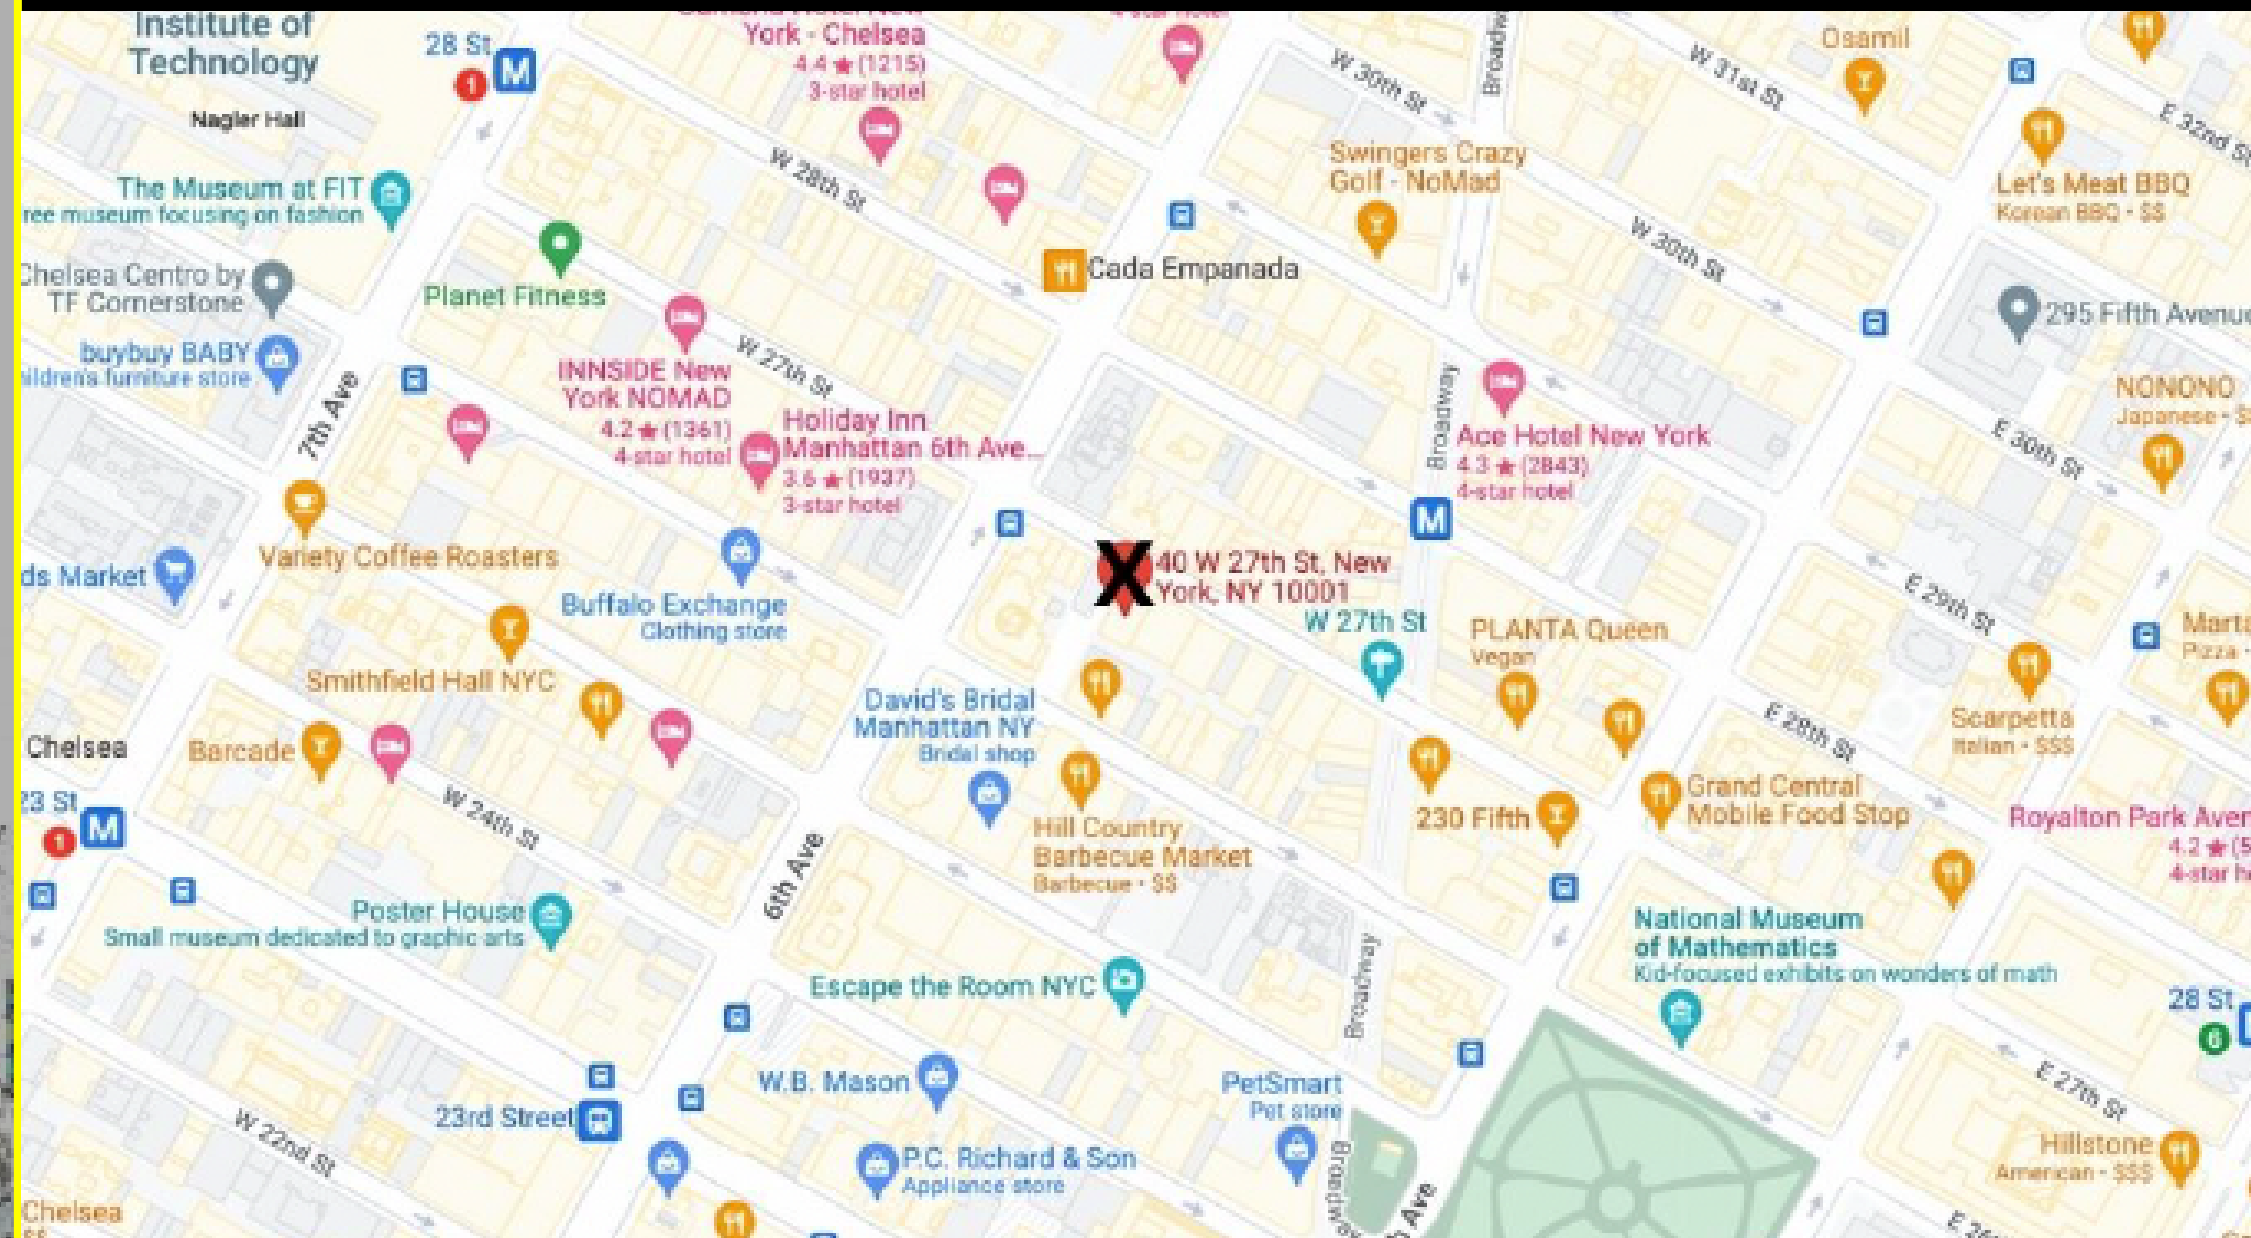 Institute of
Technology
Nagler Hall
28 St
1
M
York - Chelsea
4.4 ★ (1215)
3-star hotel
W 30th St
Broadw
W 31st St
Osamil
E 32nd St
Let's Meat BBQ
Korean BBQ · $$
The Museum at FIT
ree museum focusing on fashion
W 28th St
Swingers Crazy
Golf - NoMad
W 30th St
Chelsea Centro by
TF Cornerstone
Planet Fitness
Cada Empanada
295 Fifth Avenue
buybuy BABY
ildren's furniture store
7th Ave
INNSIDE New
York NOMAD
4.2 ★ (1361)
4-star hotel
W 27th St
Holiday Inn
Manhattan 6th Ave...
3.6 ★ (1937)
3-star hotel
Broadway
Ace Hotel New York
4.3 ★ (2843)
4-star hotel
M
NONONO
Japanese · $
E 30th St
Variety Coffee Roasters
ds Market
Buffalo Exchange
Clothing store
X
40 W 27th St, New
York, NY 10001
W 27th St
PLANTA Queen
Vegan
E 29th St
Marta
Pizza ·
Smithfield Hall NYC
David's Bridal
Manhattan NY
Bridal shop
E 28th St
Scarpetta
Italian · $$$
Chelsea
Barcade
23 St
1
M
W 24th St
6th Ave
Hill Country
Barbecue Market
Barbecue · $$
230 Fifth
Grand Central
Mobile Food Stop
Royalton Park Aven
4.2 ★ (5
4-star h
Poster House
Small museum dedicated to graphic arts
Escape the Room NYC
Broadway
National Museum
of Mathematics
Kid-focused exhibits on wonders of math
28 St
6
W.B. Mason
PetSmart
Pet store
E 27th St
23rd Street
W 22nd St
P.C. Richard & Son
Appliance store
Broadway
Ave
Hillstone
American · $$$
Chelsea
$$